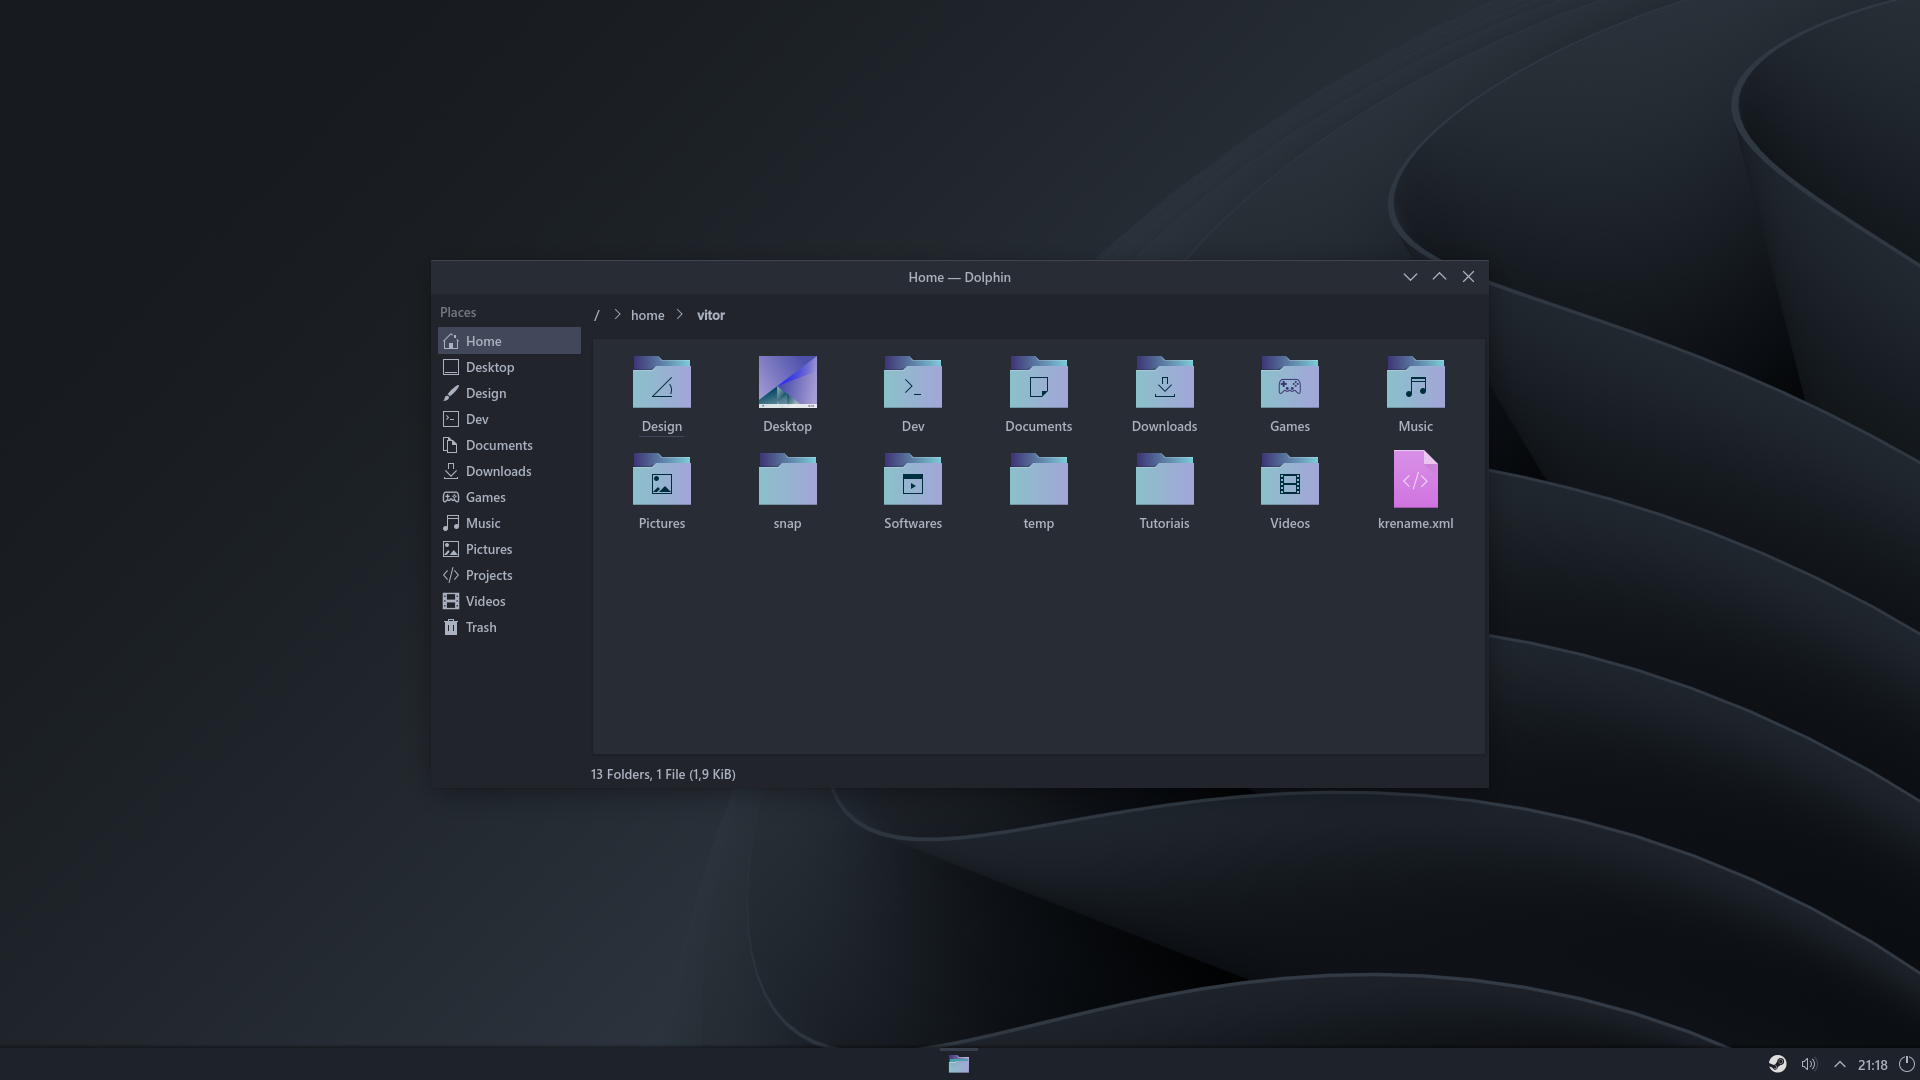 Home — Dolphin
Places
Home
Desktop
Design
Dev
Documents
Downloads
Games
Music
Pictures
Projects
Videos
Trash
/ > home > vitor
Design Desktop Dev Documents Downloads Games Music
Pictures snap Softwares temp Tutoriais Videos krename.xml
13 Folders, 1 File (1,9 KiB)
21:18